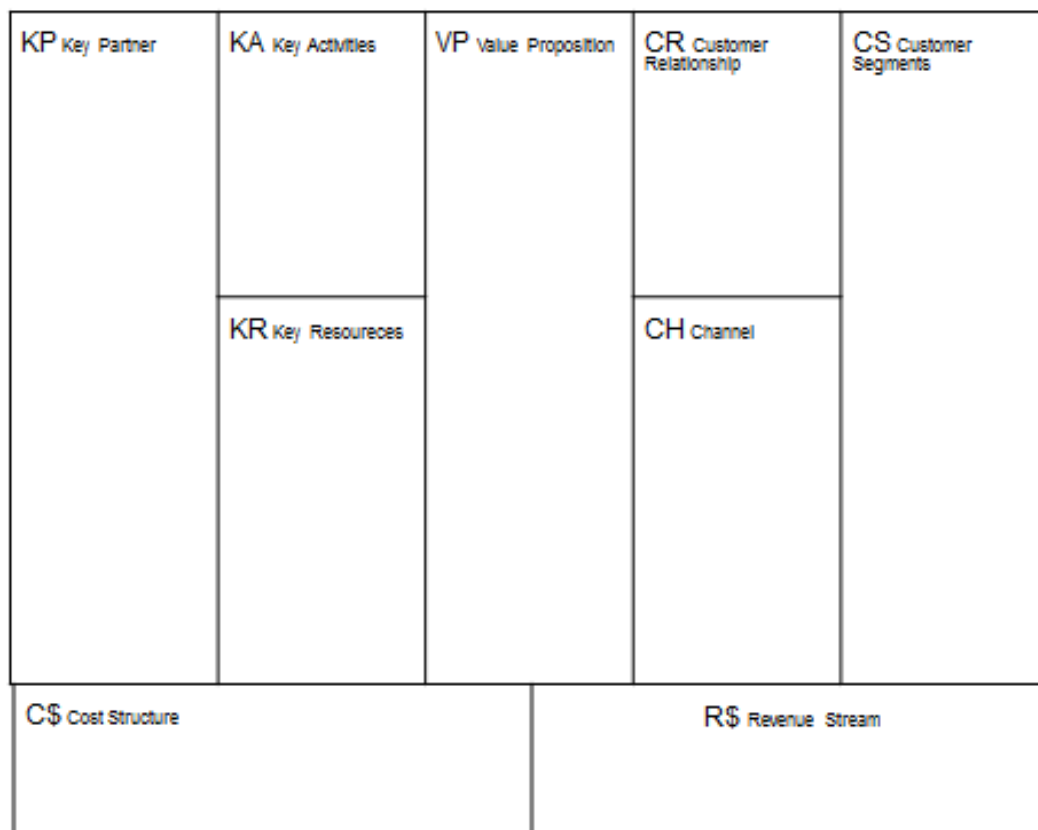 KP Key Partner
KA Key Activities
VP Value Proposition
CR Customer
Relationship
CS Customer
Segments
KR Key Resoureces
CH Channel
C$ Cost Structure
R$ Revenue Stream